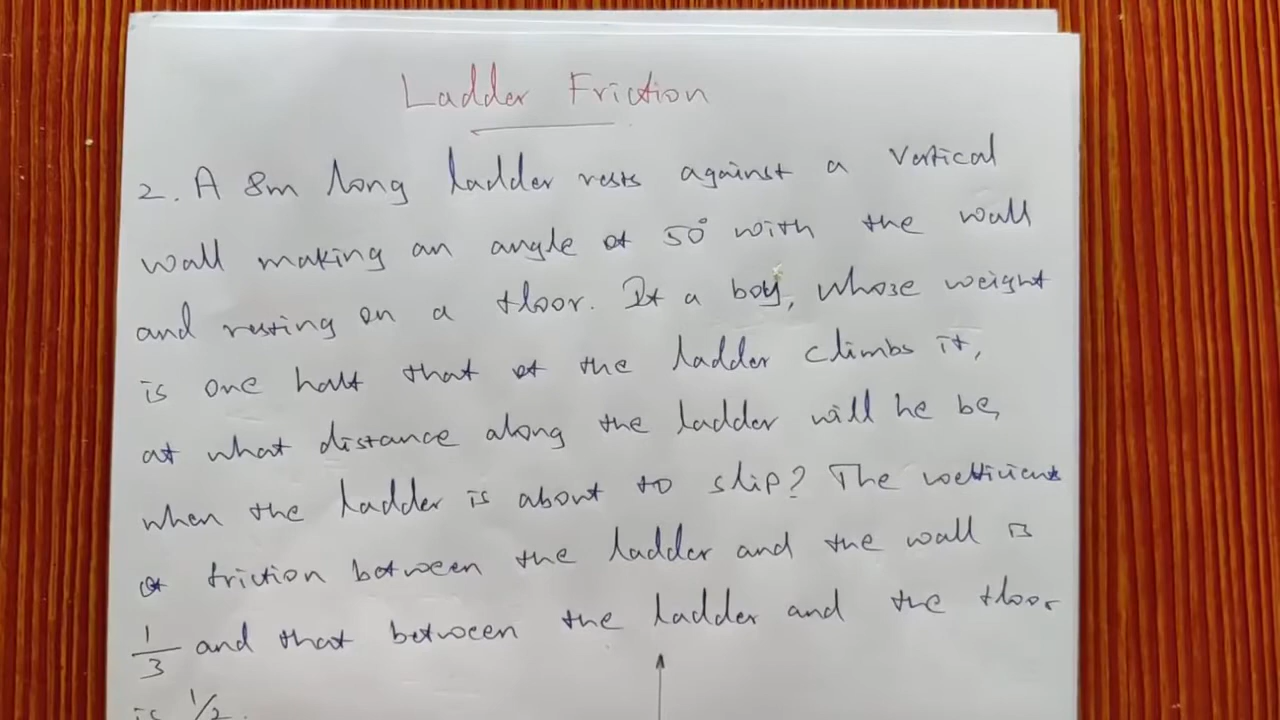 Ladder Friction
2. A 8m long ladder rests against a vertical
wall making an angle of 50° with the wall
and resting on a floor. If a boy, whose weight
is one half that of the ladder climbs it,
at what distance along the ladder will he be,
when the ladder is about to slip? The coefficient
of friction between the ladder and the wall is
1/3 and that between the ladder and the floor
is 1/2.